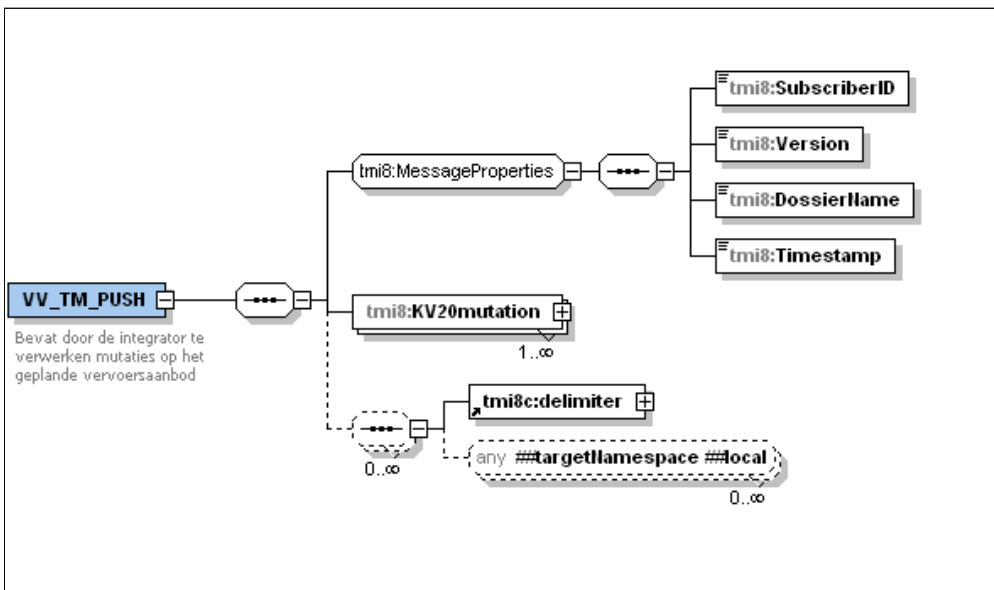 tmi8:SubscriberID
tmi8:Version
tmi8:MessageProperties
tmi8:DossierName
tmi8:Timestamp
VV_TM_PUSH
Bevat door de integrator te
verwerken mutaties op het
geplande vervoersaanbod
tmi8:KV20mutation
1..∞
tmi8c:delimiter
0..∞
any ##targetNamespace ##local
0..∞